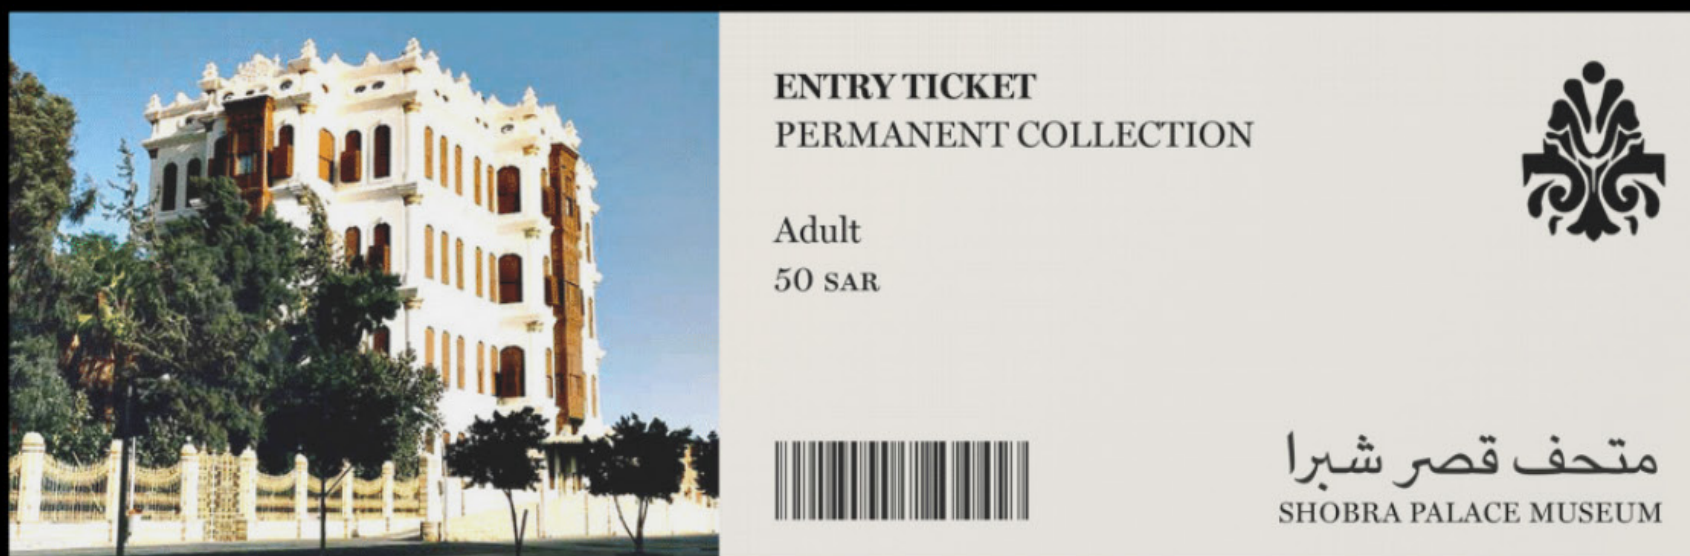 ENTRY TICKET
PERMANENT COLLECTION
Adult
50 SAR
متحف قصر شبرا
SHOBRA PALACE MUSEUM